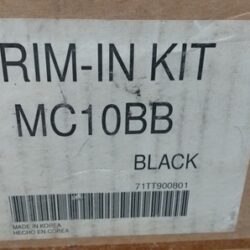 RIM-IN KIT
MC10BB
BLACK
71TT900801
MADE IN KOREA
HECHO EN COREA